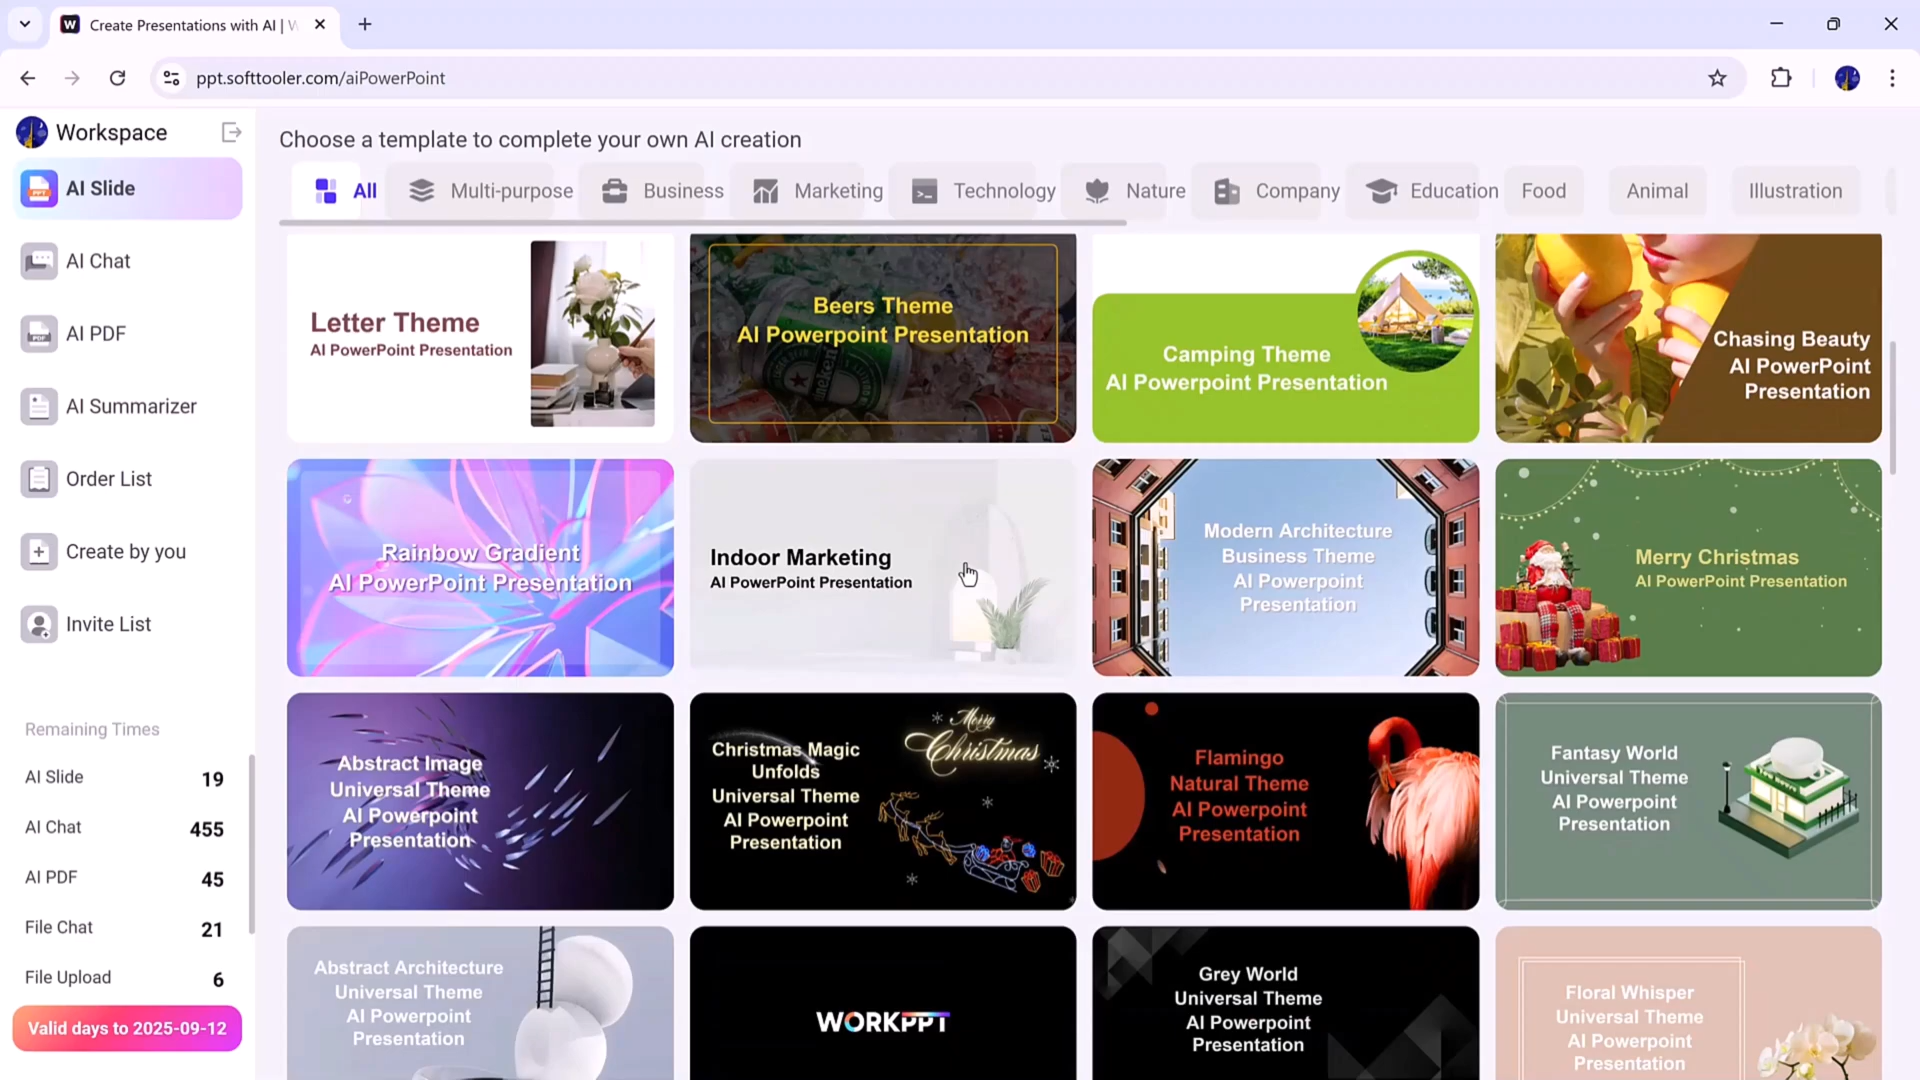 Create Presentations with AI | W
ppt.softtooler.com/aiPowerPoint
Workspace
AI Slide
AI Chat
AI PDF
AI Summarizer
Order List
Create by you
Invite List
Remaining Times
AI Slide 19
AI Chat 455
AI PDF 45
File Chat 21
File Upload 6
Valid days to 2025-09-12
Choose a template to complete your own AI creation
All Multi-purpose Business Marketing Technology Nature Company Education Food Animal Illustration
Letter Theme
AI PowerPoint Presentation
Beers Theme
AI Powerpoint Presentation
Heineken
Camping Theme
AI Powerpoint Presentation
Chasing Beauty
AI PowerPoint
Presentation
Rainbow Gradient
AI PowerPoint Presentation
Indoor Marketing
AI PowerPoint Presentation
Modern Architecture
Business Theme
AI Powerpoint
Presentation
Merry Christmas
AI PowerPoint Presentation
Abstract Image
Universal Theme
AI Powerpoint
Presentation
Christmas Magic
Unfolds
Universal Theme
AI Powerpoint
Presentation
Merry
Christmas
Flamingo
Natural Theme
AI Powerpoint
Presentation
Fantasy World
Universal Theme
AI Powerpoint
Presentation
Abstract Architecture
Universal Theme
AI Powerpoint
Presentation
WORKPPT
Grey World
Universal Theme
AI Powerpoint
Presentation
Floral Whisper
Universal Theme
AI Powerpoint
Presentation